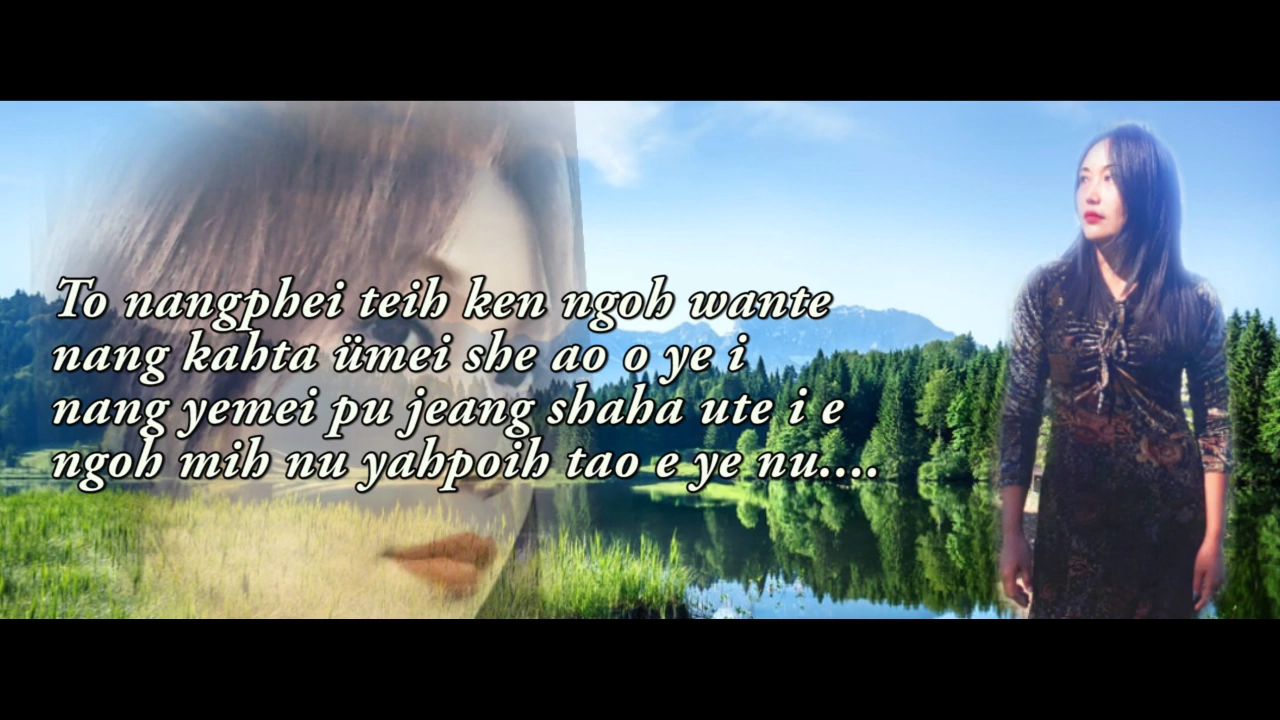 To nangphei teih ken ngoh wante
nang kahta ümei she ao o ye i
nang yemei pu jeang shaha ute i e
ngoh mih nu yahpoih tao e ye nu....